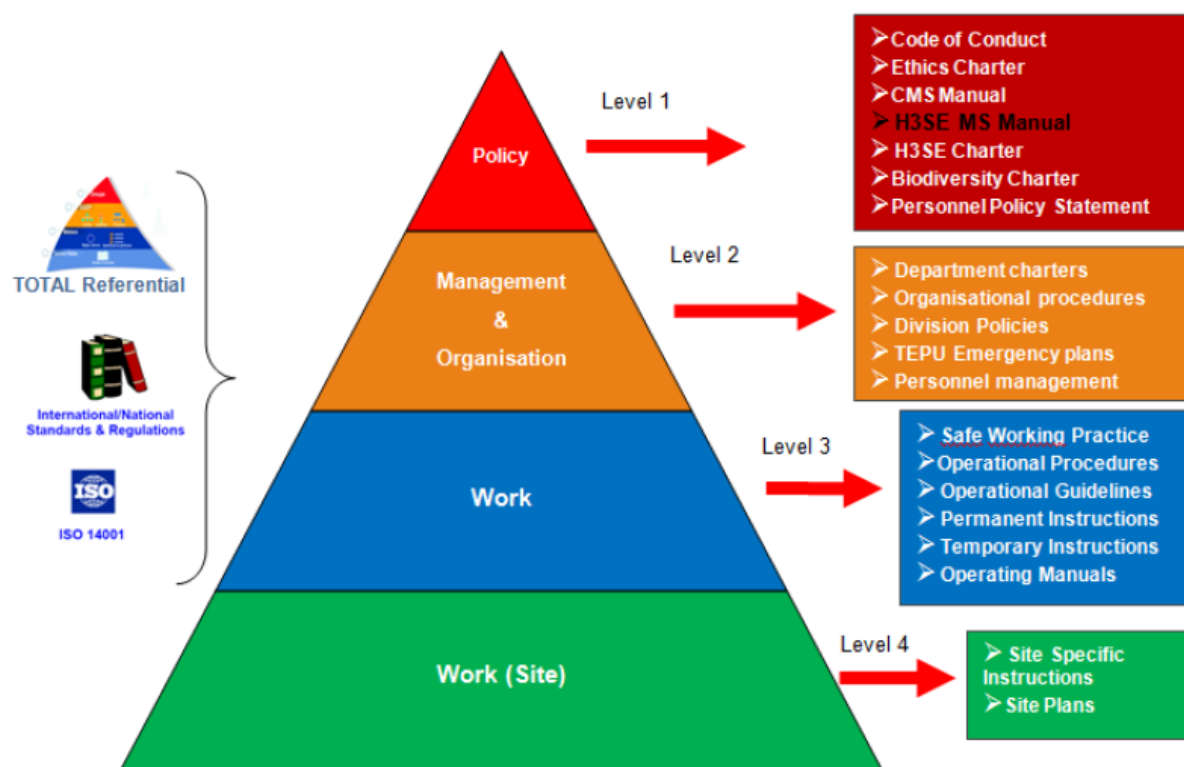 Level 1
Policy
➢Code of Conduct
➢Ethics Charter
➢CMS Manual
➢H3SE MS Manual
➢H3SE Charter
➢Biodiversity Charter
➢Personnel Policy Statement
TOTAL Referential
International/National
Standards & Regulations
ISO
ISO 14001
Level 2
Management
&
Organisation
➢Department charters
➢Organisational procedures
➢Division Policies
➢TEPU Emergency plans
➢Personnel management
Level 3
Work
➢Safe Working Practice
➢Operational Procedures
➢Operational Guidelines
➢Permanent Instructions
➢Temporary Instructions
➢Operating Manuals
Level 4
Work (Site)
➢Site Specific
Instructions
➢Site Plans